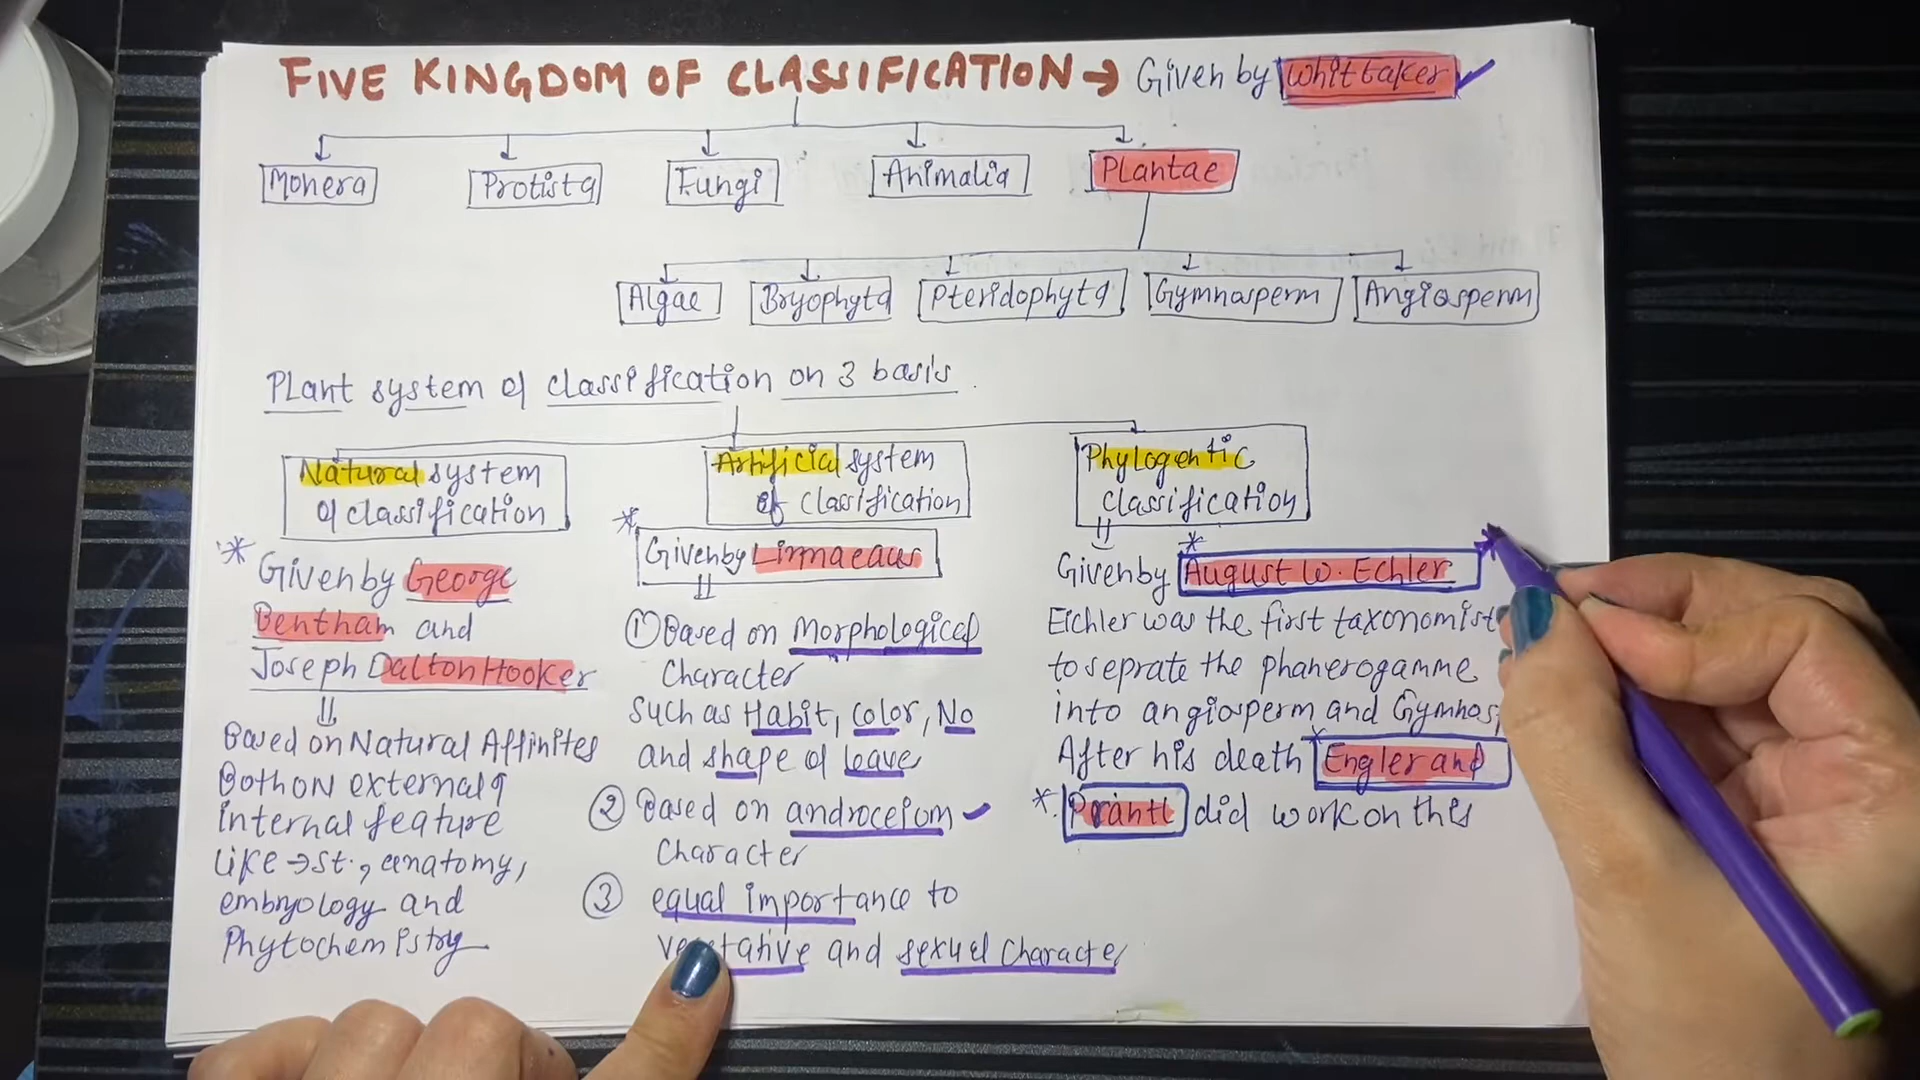 FIVE KINGDOM OF CLASSIFICATION → Given by Whittaker ✓
Monera Protista Fungi Animalia Plantae
Algae Bryophyta Pteridophyta Gymnosperm Angiosperm
Plant system of classification on 3 basis.
Natural system
of classification
* Given by George
Bentham and
Joseph Dalton Hooker
Based on Natural Affinites
Both on external q
internal feature
Like → st., anatomy,
embryology and
Phytochemistry
Artificial system
of classification
* Given by Linnaeaus
① Based on Morphological
Character
Such as Habit, color, No
and shape of leave
② Based on androceiom
Character
③ equal importance to
and sexuel Character
Phylogentic
classification
Given by * August W. Echler *
Eichler was the first taxonomist
to seprate the phanerogamme
into angiosperm and
After his death * Engler and
* Prantl did work on this